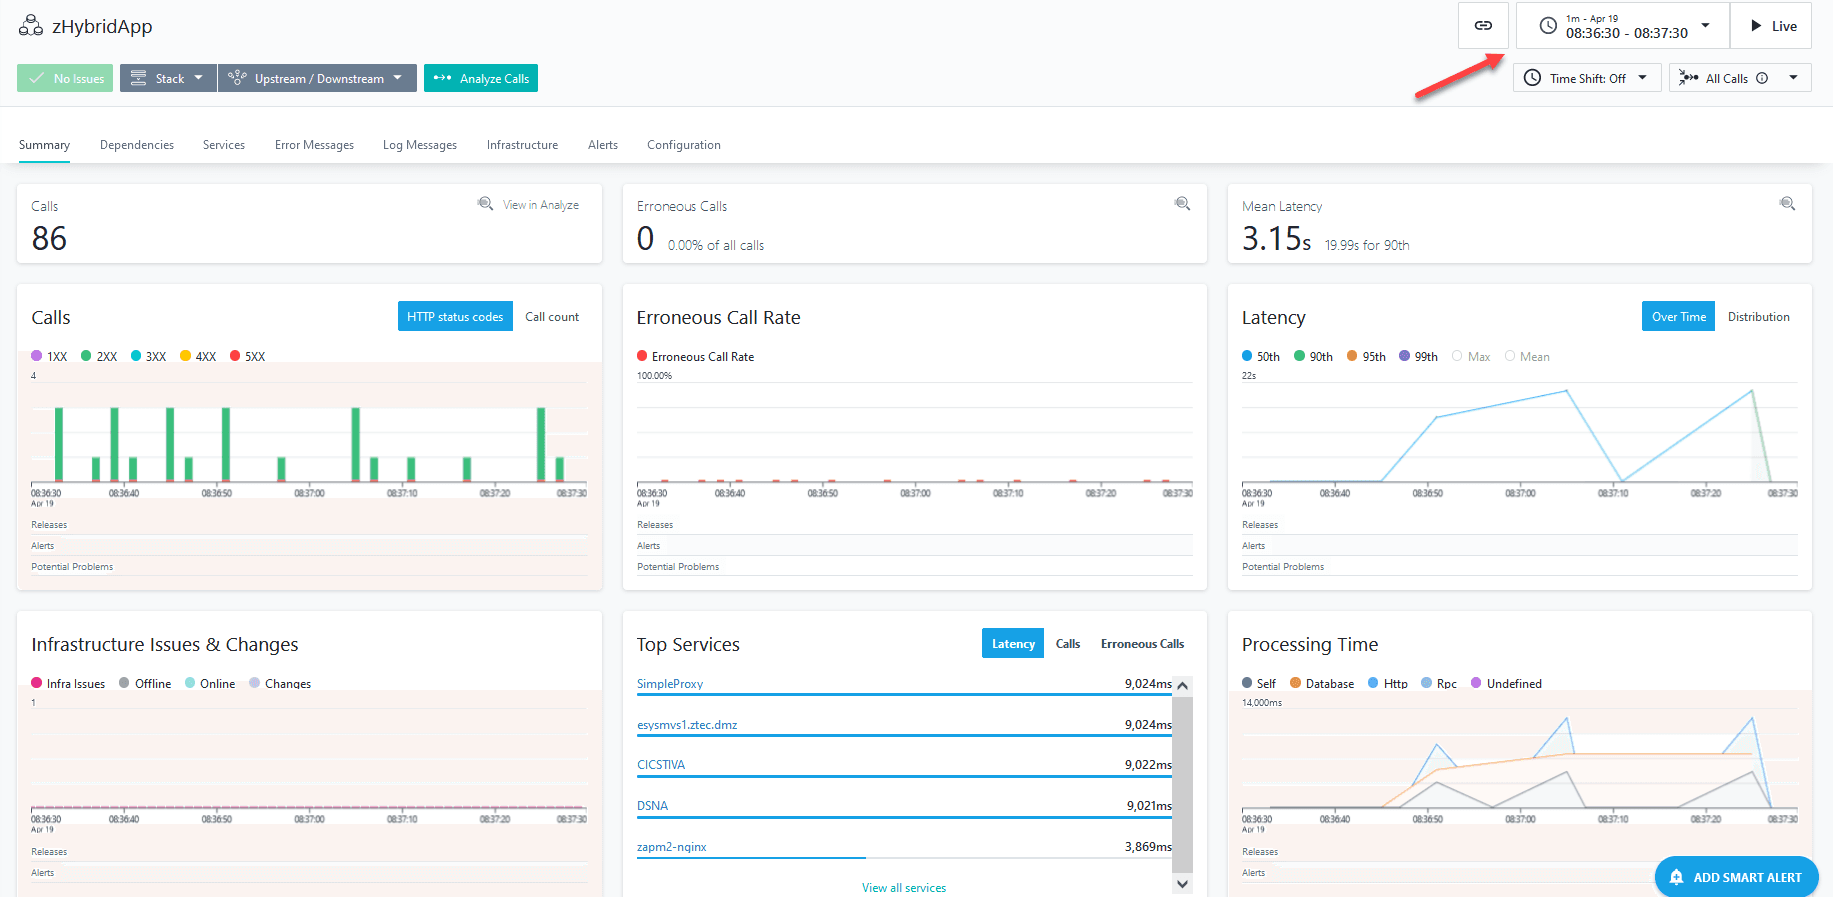 zHybridApp
1m - Apr 19
08:36:30 - 08:37:30
Live
No Issues
Stack
Upstream / Downstream
Analyze Calls
Time Shift: Off
All Calls
Summary
Dependencies
Services
Error Messages
Log Messages
Infrastructure
Alerts
Configuration
Calls
View in Analyze
86
Erroneous Calls
0 0.00% of all calls
Mean Latency
3.15s 19.99s for 90th
Calls
HTTP status codes
Call count
1XX 2XX 3XX 4XX 5XX
4
08:36:30 08:36:40 08:36:50 08:37:00 08:37:10 08:37:20 08:37:30
Apr 19
Releases
Alerts
Potential Problems
Erroneous Call Rate
Erroneous Call Rate
100.00%
08:36:30 08:36:40 08:36:50 08:37:00 08:37:10 08:37:20 08:37:30
Apr 19
Releases
Alerts
Potential Problems
Latency
Over Time
Distribution
50th 90th 95th 99th Max Mean
22s
08:36:30 08:36:40 08:36:50 08:37:00 08:37:10 08:37:20 08:37:30
Apr 19
Releases
Alerts
Potential Problems
Infrastructure Issues & Changes
Infra Issues Offline Online Changes
1
08:36:30 08:36:40 08:36:50 08:37:00 08:37:10 08:37:20 08:37:30
Apr 19
Releases
Alerts
Top Services
Latency
Calls
Erroneous Calls
SimpleProxy 9,024ms
esysmvs1.ztec.dmz 9,024ms
CICSTIVA 9,022ms
DSNA 9,021ms
zapm2-nginx 3,869ms
View all services
Processing Time
Self Database Http Rpc Undefined
14,000ms
08:36:30 08:36:40 08:36:50 08:37:00 08:37:10 08:37:20 08:37:30
Apr 19
Releases
Alerts
ADD SMART ALERT